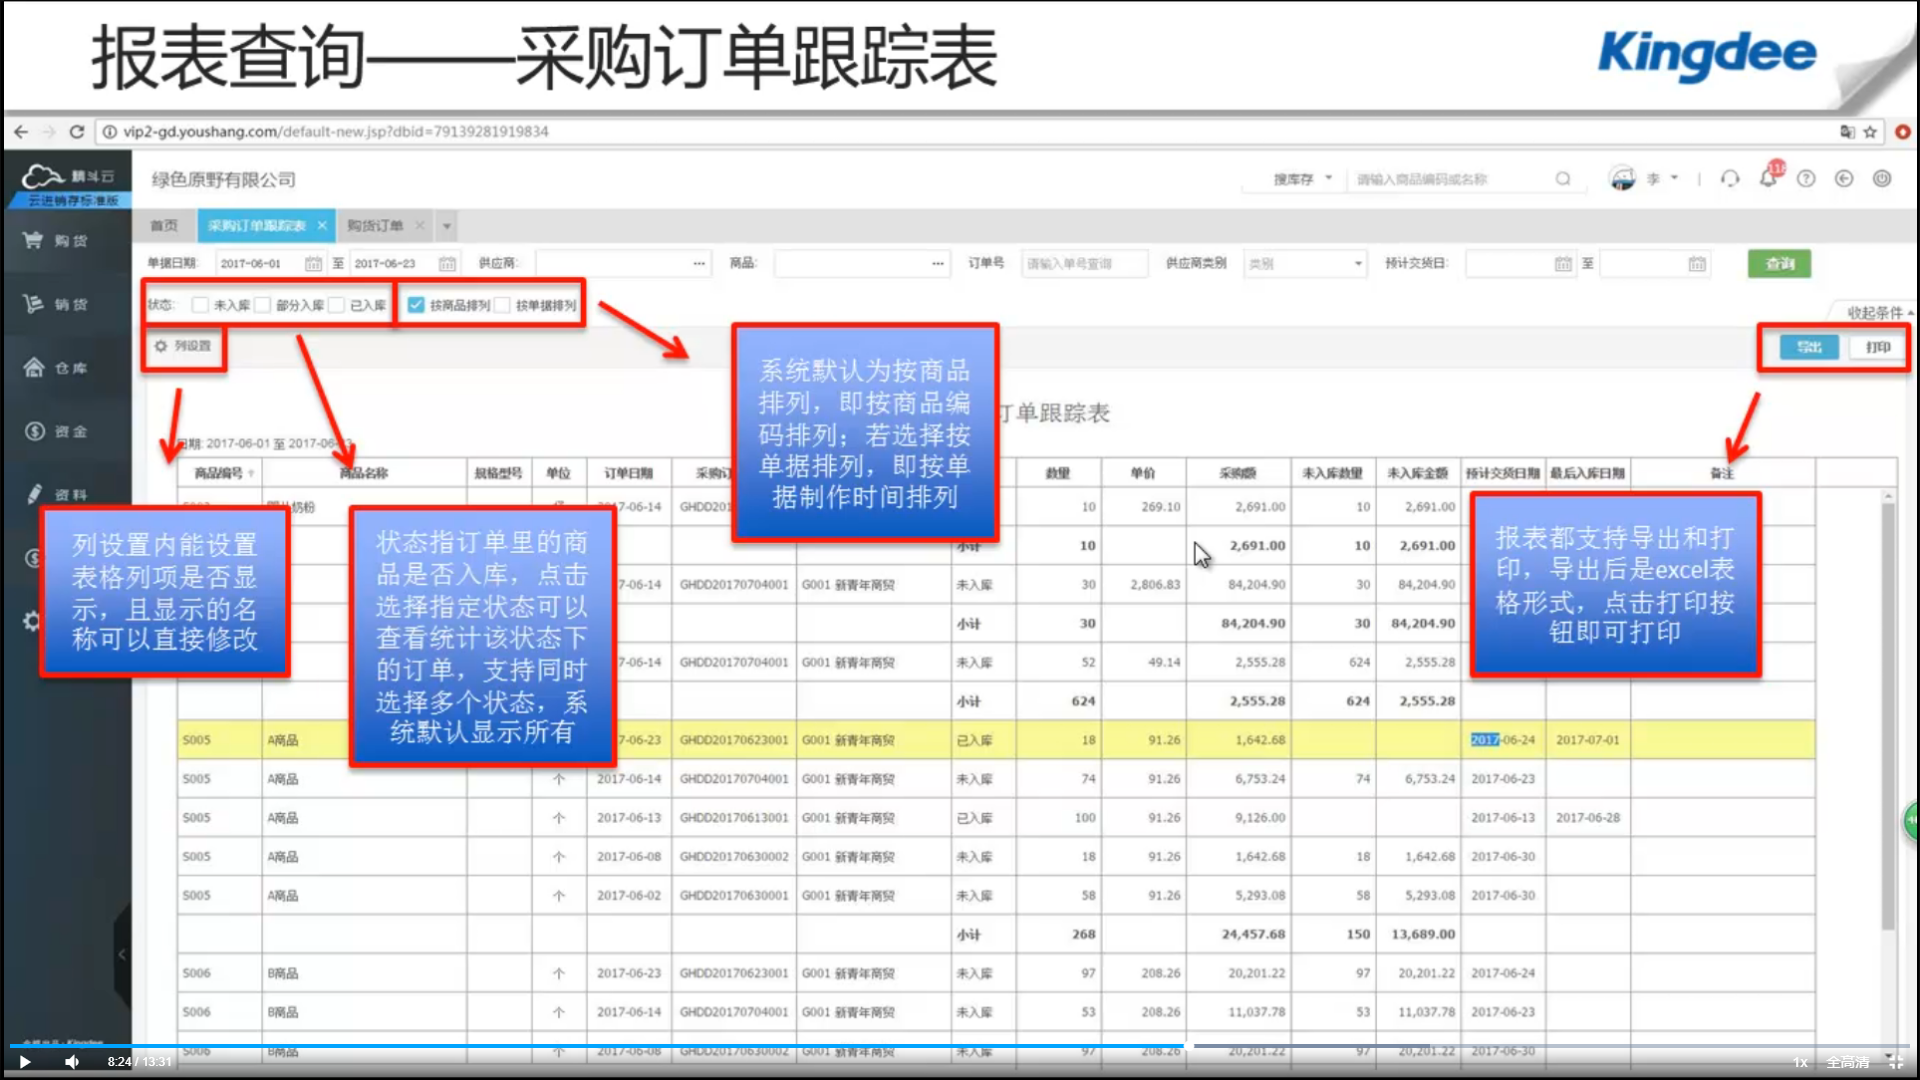 报表查询——采购订单跟踪表
Kingdee
vip2-gd.youshang.com/default-new.jsp?dbid=79139281919834
精斗云
云进销存标准版
绿色原野有限公司
搜库存 请输入商品编码或名称 李
首页 采购订单跟踪表 × 购货订单 ×
购货
销货
仓库
资金
资料
单据日期: 2017-06-01 至 2017-06-23 供应商: 商品: 订单号 请输入单号查询 供应商类别 类别 预计交货日: 至 查询
状态: 未入库 部分入库 已入库 按商品排列 按单据排列
收起条件
列设置
导出 打印
系统默认为按商品
排列，即按商品编
码排列；若选择按
单据排列，即按单
据制作时间排列
订单跟踪表
日期: 2017-06-01 至 2017-06-23
商品编号 商品名称 规格型号 单位 订单日期 采购订 数量 单价 采购额 未入库数量 未入库金额 预计交货日期 最后入库日期 备注
奶粉 7-06-14 GHDD201 10 269.10 2,691.00 10 2,691.00
小计 10 2,691.00 10 2,691.00
7-06-14 GHDD20170704001 G001 新青年商贸 未入库 30 2,806.83 84,204.90 30 84,204.90
小计 30 84,204.90 30 84,204.90
7-06-14 GHDD20170704001 G001 新青年商贸 未入库 52 49.14 2,555.28 624 2,555.28
小计 624 2,555.28 624 2,555.28
列设置内能设置
表格列项是否显
示，且显示的名
称可以直接修改
状态指订单里的商
品是否入库，点击
选择指定状态可以
查看统计该状态下
的订单，支持同时
选择多个状态，系
统默认显示所有
报表都支持导出和打
印，导出后是excel表
格形式，点击打印按
钮即可打印
S005 A商品 7-06-23 GHDD20170623001 G001 新青年商贸 已入库 18 91.26 1,642.68 2017-06-24 2017-07-01
S005 A商品 个 2017-06-14 GHDD20170704001 G001 新青年商贸 未入库 74 91.26 6,753.24 74 6,753.24 2017-06-23
S005 A商品 个 2017-06-13 GHDD20170613001 G001 新青年商贸 已入库 100 91.26 9,126.00 2017-06-13 2017-06-28
S005 A商品 个 2017-06-08 GHDD20170630002 G001 新青年商贸 未入库 18 91.26 1,642.68 18 1,642.68 2017-06-30
S005 A商品 个 2017-06-02 GHDD20170630001 G001 新青年商贸 未入库 58 91.26 5,293.08 58 5,293.08 2017-06-30
小计 268 24,457.68 150 13,689.00
S006 B商品 个 2017-06-23 GHDD20170623001 G001 新青年商贸 未入库 97 208.26 20,201.22 97 20,201.22 2017-06-24
S006 B商品 个 2017-06-14 GHDD20170704001 G001 新青年商贸 未入库 53 208.26 11,037.78 53 11,037.78 2017-06-23
S006 B商品 个 2017-06-08 GHDD20170630002 G001 新青年商贸 未入库 97 208.26 20,201.22 97 20,201.22 2017-06-30
8:24 / 13:31 1x 全高清